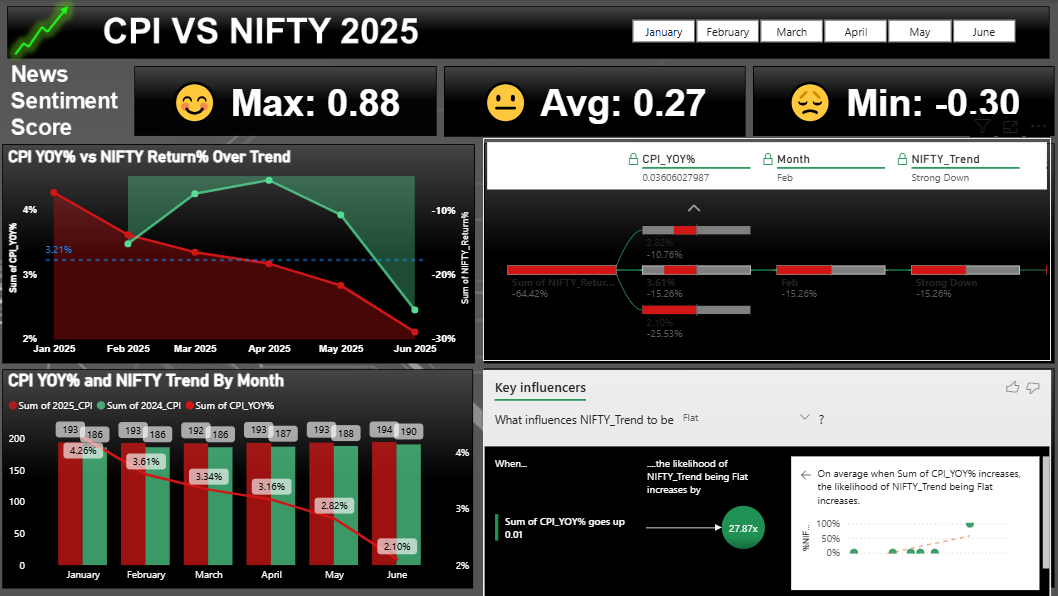 CPI VS NIFTY 2025
January February March April May June
News
Sentiment
Score
Max: 0.88
Avg: 0.27
Min: -0.30
CPI YOY% vs NIFTY Return% Over Trend
Sum of CPI_YOY%
4%
3%
2%
3.21%
-10%
-20%
-30%
Sum of NIFTY_Return%
Jan 2025 Feb 2025 Mar 2025 Apr 2025 May 2025 Jun 2025
CPI_YOY% Month NIFTY_Trend
0.03606027987 Feb Strong Down
2.82%
-10.76%
Sum of NIFTY_Retur... 3.61% Feb Strong Down
-64.42% -15.26% -15.26% -15.26%
2.10%
-25.53%
CPI YOY% and NIFTY Trend By Month
Sum of 2025_CPI Sum of 2024_CPI Sum of CPI_YOY%
200
150
100
50
0
193 186 193 186 192 186 193 187 193 188 194 190
4.26% 3.61% 3.34% 3.16% 2.82% 2.10%
4%
3%
2%
January February March April May June
Key influencers
What influences NIFTY_Trend to be Flat ?
When...
....the likelihood of
NIFTY_Trend being Flat
increases by
Sum of CPI_YOY% goes up
0.01
27.87x
On average when Sum of CPI_YOY% increases,
the likelihood of NIFTY_Trend being Flat
increases.
%NIF...
100%
50%
0%